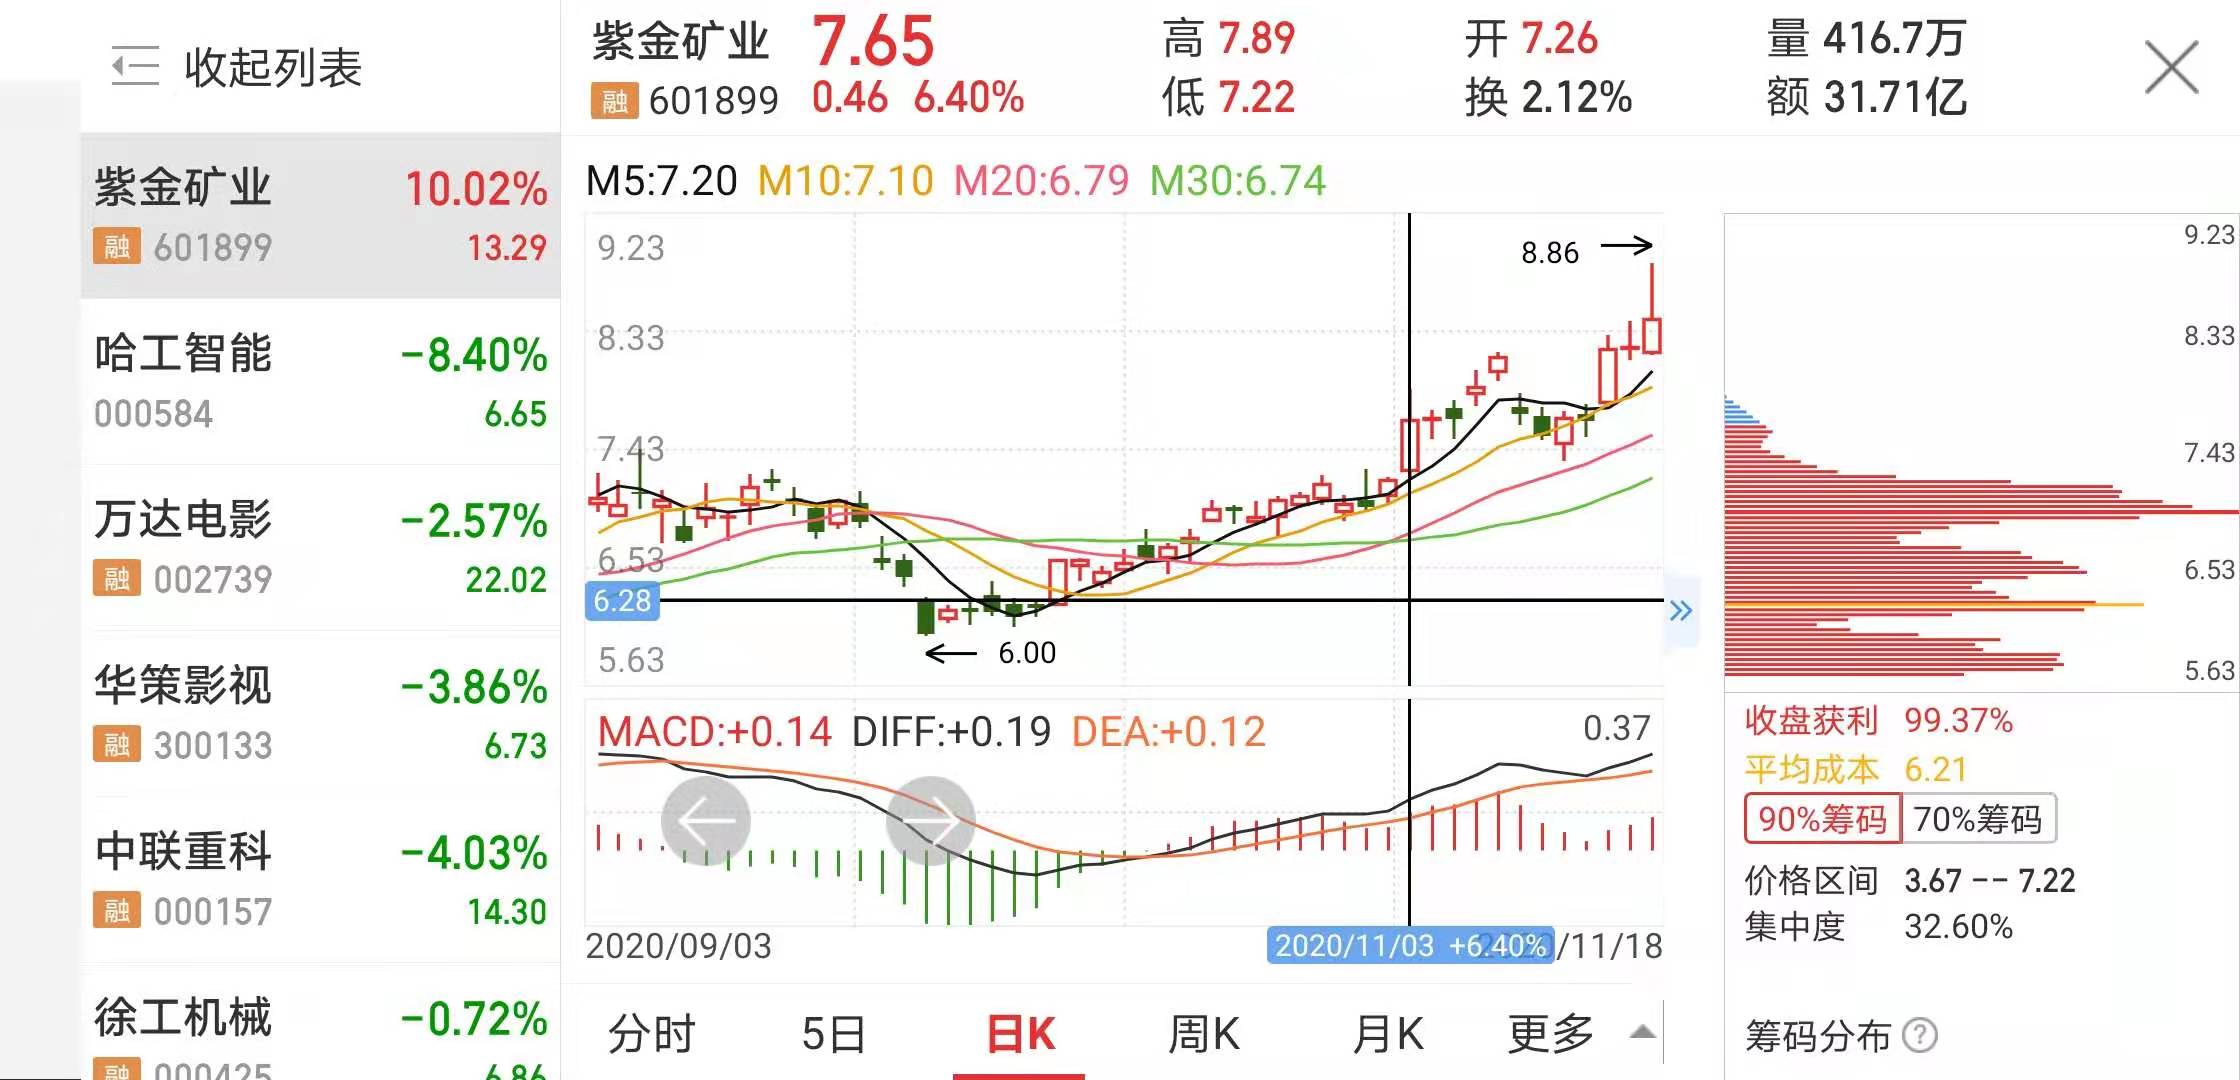 收起列表
紫金矿业 10.02%
融 601899 13.29
哈工智能 -8.40%
000584 6.65
万达电影 -2.57%
融 002739 22.02
华策影视 -3.86%
融 300133 6.73
中联重科 -4.03%
融 000157 14.30
徐工机械 -0.72%
融 000425 6.86
紫金矿业 7.65 高 7.89 开 7.26 量 416.7万
融 601899 0.46 6.40% 低 7.22 换 2.12% 额 31.71亿
M5:7.20 M10:7.10 M20:6.79 M30:6.74
9.23
8.86
8.33
7.43
6.53
6.28
6.00
5.63
MACD:+0.14 DIFF:+0.19 DEA:+0.12 0.37
2020/09/03 2020/11/03 +6.40% 2020/11/18
分时 5日 日K 周K 月K 更多
9.23
8.33
7.43
6.53
5.63
收盘获利 99.37%
平均成本 6.21
90%筹码 70%筹码
价格区间 3.67 -- 7.22
集中度 32.60%
筹码分布 ?